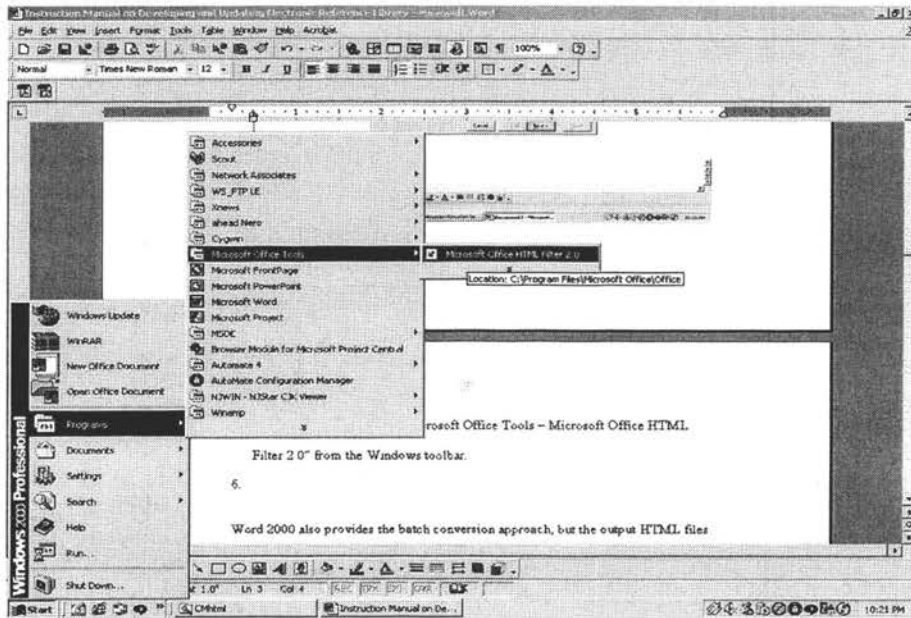 Instruction Manual on Developing and Updating Electronic Reference Library - Microsoft Word
File Edit View Insert Format Tools Table Window Help Acrobat
100%
Normal Times New Roman 12 B I U
Accessories
Scout
Network Associates
WS_FTP LE
Xnews
ahead Nero
Cygwin
Microsoft Office Tools
Microsoft Office HTML Filter 2.0
Microsoft FrontPage
Location: C:\Program Files\Microsoft Office\Office
Microsoft PowerPoint
Microsoft Word
Microsoft Project
MSDE
Browser Module for Microsoft Project Central
Automate 4
AutoMate Configuration Manager
NJWIN - NJStar CJK Viewer
Winamp
Windows 2000 Professional
Windows Update
WinRAR
New Office Document
Open Office Document
Programs
Documents
Settings
Search
Help
Run...
Shut Down...
rosoft Office Tools – Microsoft Office HTML
Filter 2 0" from the Windows toolbar.
6.
Word 2000 also provides the batch conversion approach, but the output HTML files
1.0" Ln 3 Col 4 REC TRK EXT OVR
Start CMhtml Instruction Manual on De... 10:21 PM